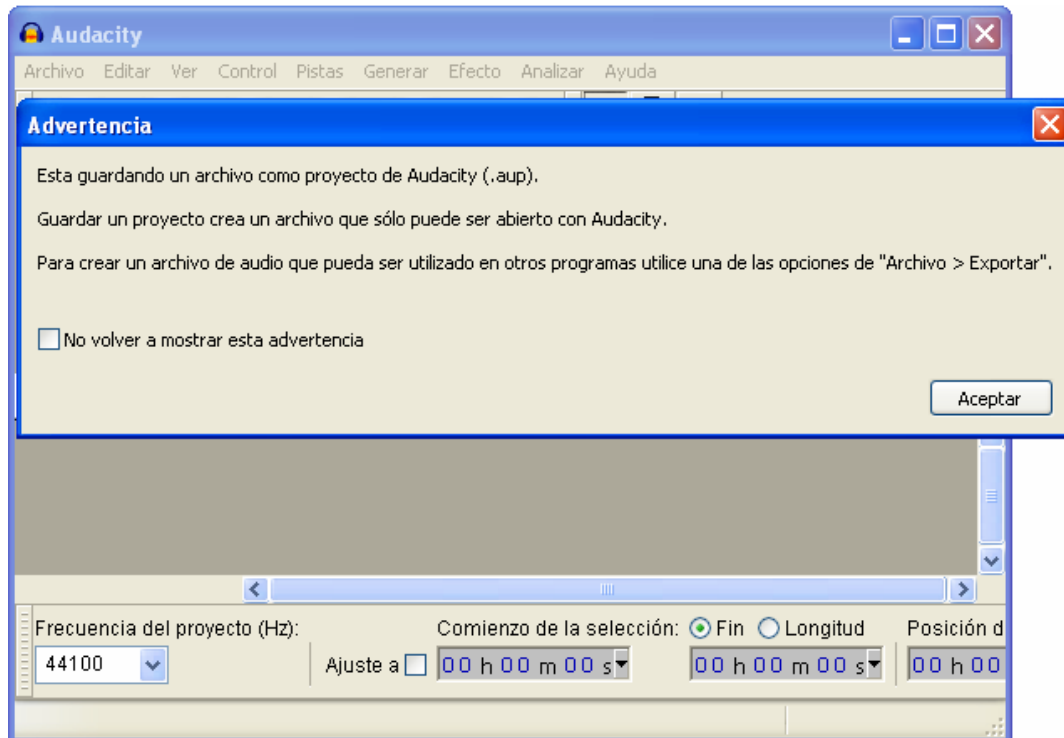 Audacity
Archivo Editar Ver Control Pistas Generar Efecto Analizar Ayuda
Advertencia
Esta guardando un archivo como proyecto de Audacity (.aup).
Guardar un proyecto crea un archivo que sólo puede ser abierto con Audacity.
Para crear un archivo de audio que pueda ser utilizado en otros programas utilice una de las opciones de "Archivo > Exportar".
No volver a mostrar esta advertencia
Aceptar
Frecuencia del proyecto (Hz): Comienzo de la selección: Fin Longitud Posición d
44100 Ajuste a 00 h 00 m 00 s 00 h 00 m 00 s 00 h 00